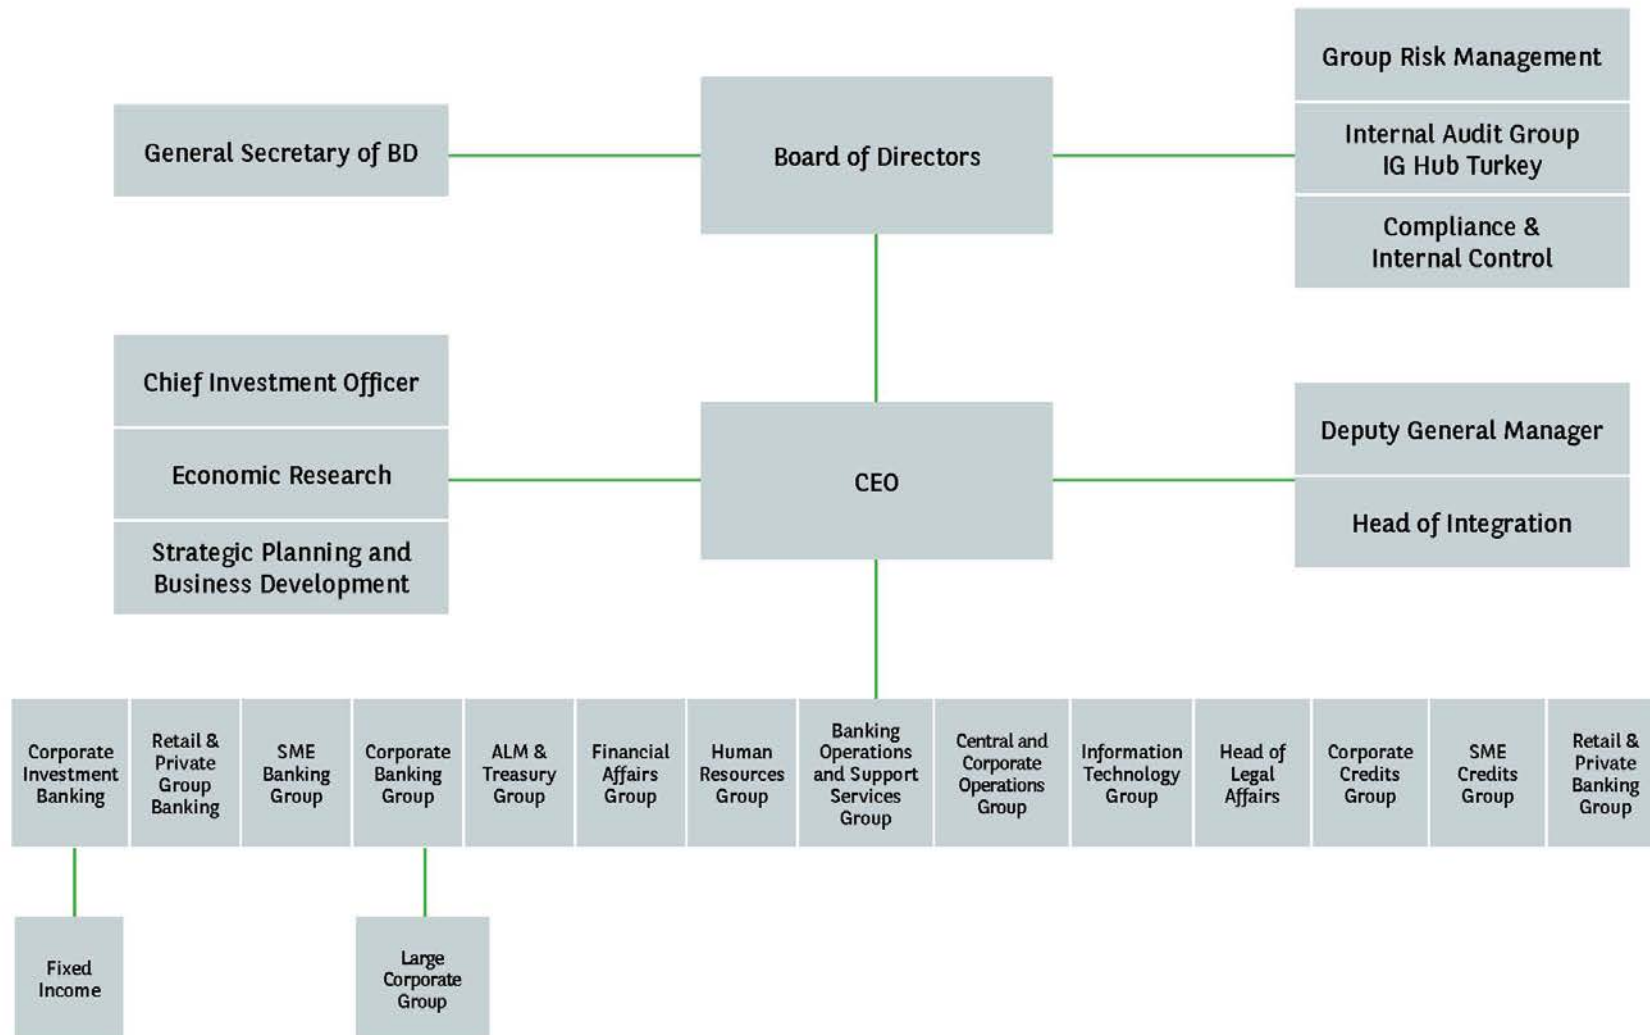 Group Risk Management
General Secretary of BD
Board of Directors
Internal Audit Group
IG Hub Turkey
Compliance &
Internal Control
Chief Investment Officer
Economic Research
Strategic Planning and
Business Development
CEO
Deputy General Manager
Head of Integration
Corporate
Investment
Banking
Retail &
Private
Group
Banking
SME
Banking
Group
Corporate
Banking
Group
ALM &
Treasury
Group
Financial
Affairs
Group
Human
Resources
Group
Banking
Operations
and Support
Services
Group
Central and
Corporate
Operations
Group
Information
Technology
Group
Head of
Legal
Affairs
Corporate
Credits
Group
SME
Credits
Group
Retail &
Private
Banking
Group
Fixed
Income
Large
Corporate
Group